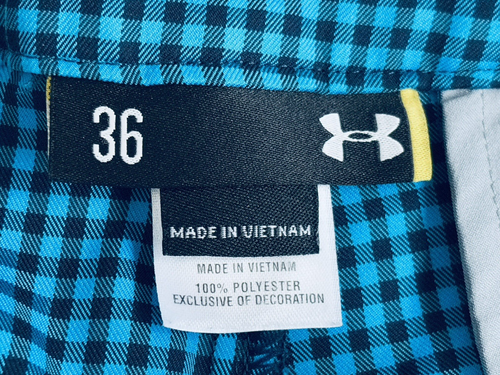 36
MADE IN VIETNAM
MADE IN VIETNAM
100% POLYESTER
EXCLUSIVE OF DECORATION